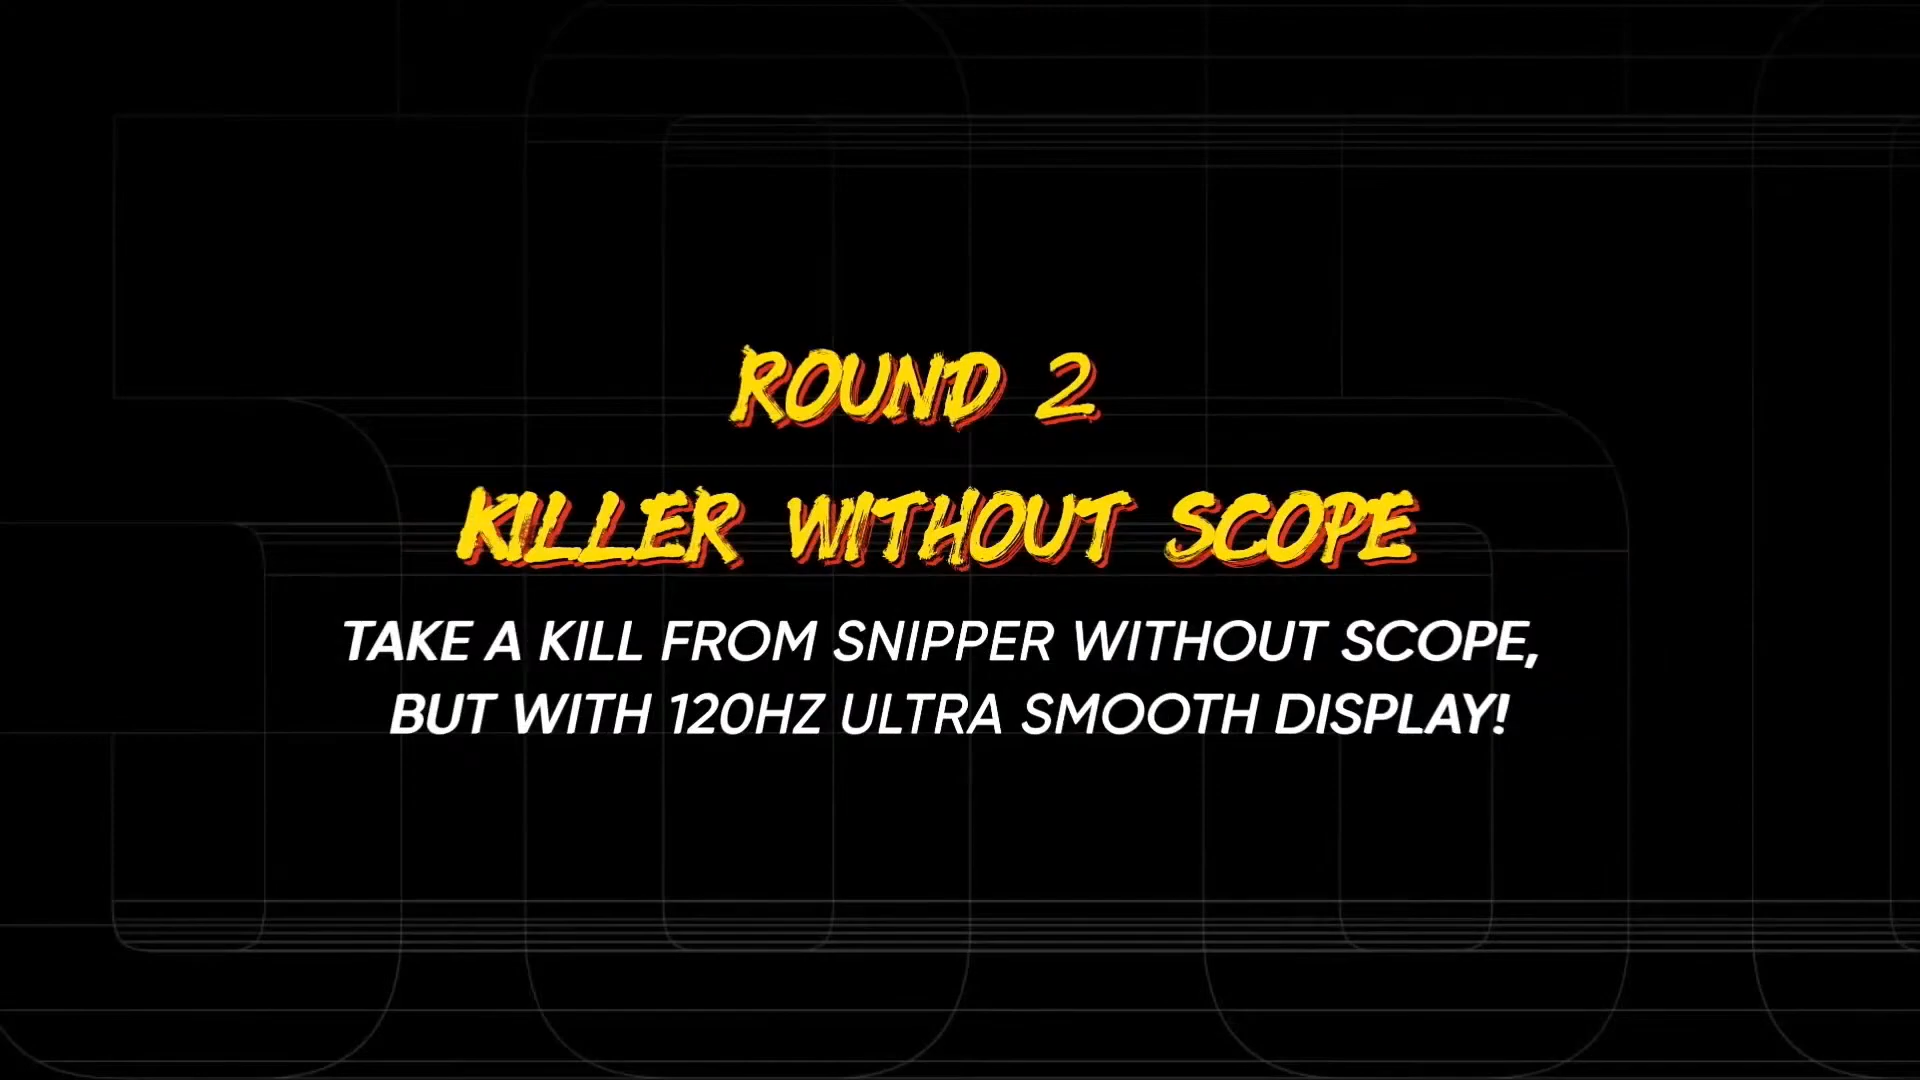 ROUND 2
KILLER WITHOUT SCOPE
TAKE A KILL FROM SNIPPER WITHOUT SCOPE,
BUT WITH 120HZ ULTRA SMOOTH DISPLAY!